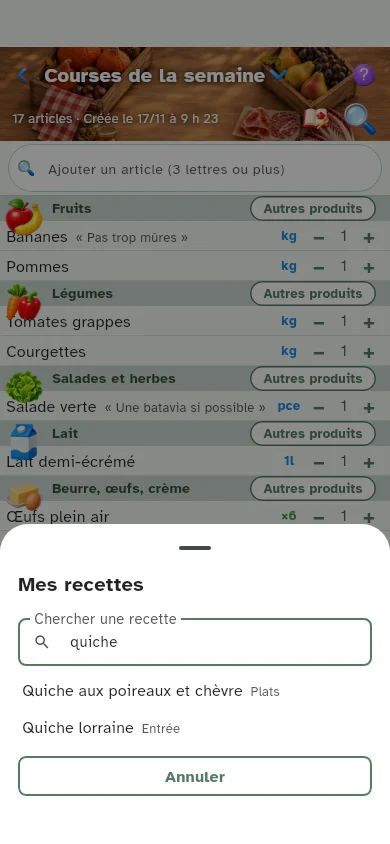 Courses de la semaine
?
17 articles · Créée le 17/11 à 9 h 23
Ajouter un article (3 lettres ou plus)
Fruits Autres produits
Bananes « Pas trop mûres » kg − 1 +
Pommes kg − 1 +
Légumes Autres produits
Tomates grappes kg − 1 +
Courgettes kg − 1 +
Salades et herbes Autres produits
Salade verte « Une batavia si possible » pce − 1 +
Lait Autres produits
Lait demi-écrémé 1l − 1 +
Beurre, œufs, crème Autres produits
Œufs plein air ×6 − 1 +
Mes recettes
Chercher une recette
quiche
Quiche aux poireaux et chèvre Plats
Quiche lorraine Entrée
Annuler